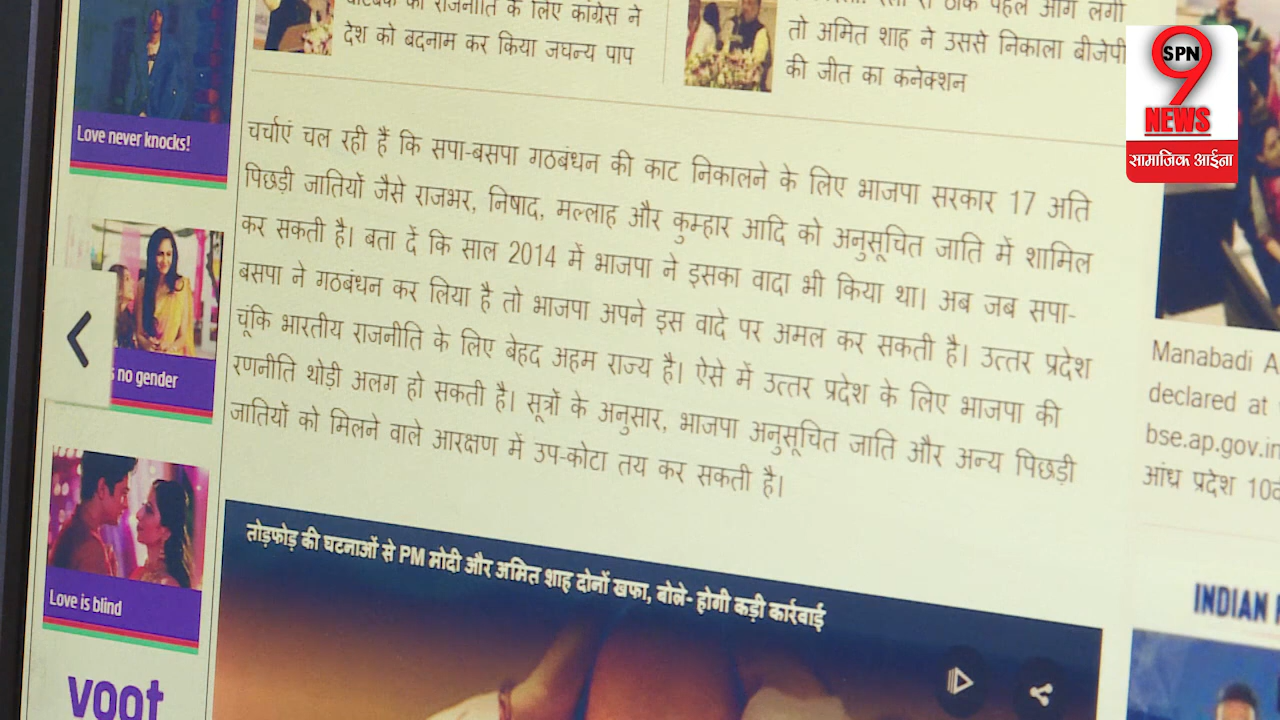 की राजनीति के लिए कांग्रेस ने
देश को बदनाम कर किया जघन्य पाप
से ठीक पहले आग लगी
तो अमित शाह ने उससे निकाला बीजेपी
की जीत का कनेक्शन
SPN
9
NEWS
सामाजिक आईना
Love never knocks!
चर्चाएं चल रही हैं कि सपा-बसपा गठबंधन की काट निकालने के लिए भाजपा सरकार 17 अति
पिछड़ी जातियों जैसे राजभर, निषाद, मल्लाह और कुम्हार आदि को अनुसूचित जाति में शामिल
कर सकती है। बता दें कि साल 2014 में भाजपा ने इसका वादा भी किया था। अब जब सपा-
बसपा ने गठबंधन कर लिया है तो भाजपा अपने इस वादे पर अमल कर सकती है। उत्तर प्रदेश
चूंकि भारतीय राजनीति के लिए बेहद अहम राज्य है। ऐसे में उत्तर प्रदेश के लिए भाजपा की
रणनीति थोड़ी अलग हो सकती है। सूत्रों के अनुसार, भाजपा अनुसूचित जाति और अन्य पिछड़ी
जातियों को मिलने वाले आरक्षण में उप-कोटा तय कर सकती है।
no gender
Love is blind
voot
Manabadi A
declared at
bse.ap.gov.in
आंध्र प्रदेश 10व
INDIAN
तोड़फोड़ की घटनाओं से PM मोदी और अमित शाह दोनों खफा, बोले- होगी कड़ी कार्रवाई